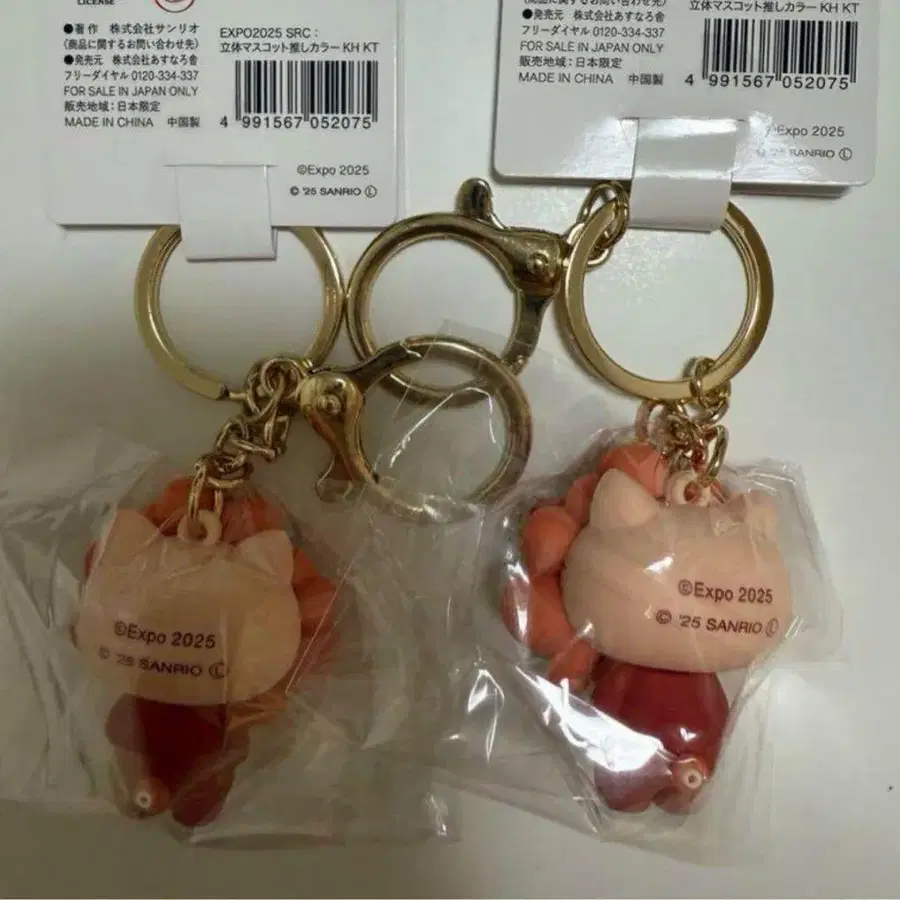 LICENSE
●著作 株式会社サンリオ
(商品に関するお問い合わせ先)
●発売元 株式会社あすなろ舎
フリーダイヤル 0120-334-337
FOR SALE IN JAPAN ONLY
販売地域:日本限定
MADE IN CHINA 中国製
EXPO2025 SRC:
立体マスコット推しカラー KH KT
4 991567 052075
©Expo 2025
© '25 SANRIO Ⓛ
●発売元 株式会社あすなろ舎
フリーダイヤル 0120-334-337
FOR SALE IN JAPAN ONLY
販売地域:日本限定
MADE IN CHINA 中国製
立体マスコット推しカラー KH KT
4 991567 052075
©Expo 2025
© '25 SANRIO Ⓛ
©Expo 2025
© '25 SANRIO Ⓛ
©Expo 2025
© '25 SANRIO Ⓛ